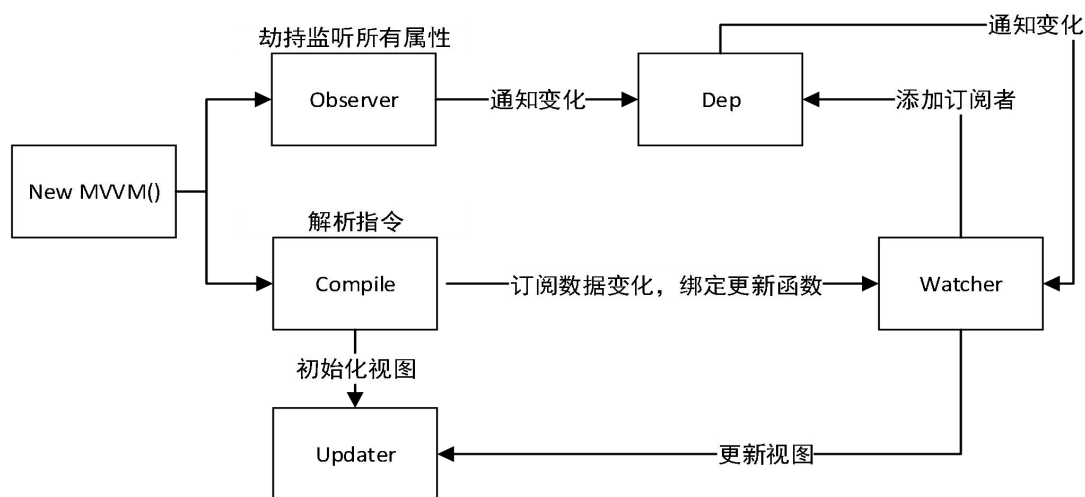 劫持监听所有属性
通知变化
Observer
通知变化
Dep
添加订阅者
New MVVM()
解析指令
Compile
订阅数据变化，绑定更新函数
Watcher
初始化视图
Updater
更新视图